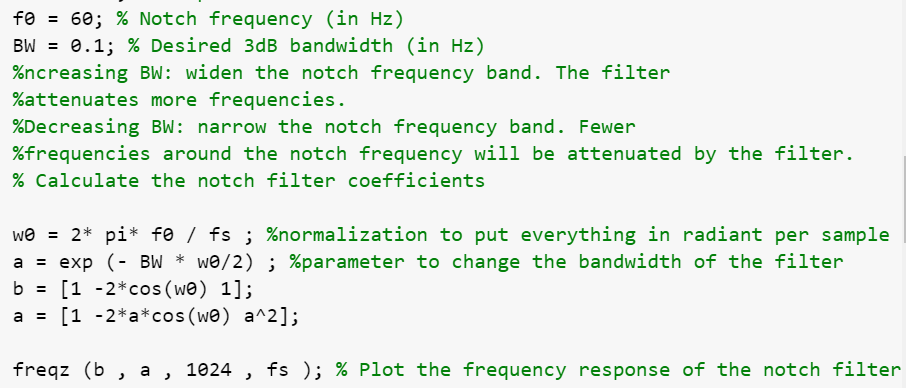 f0 = 60; % Notch frequency (in Hz)
BW = 0.1; % Desired 3dB bandwidth (in Hz)
%ncreasing BW: widen the notch frequency band. The filter
%attenuates more frequencies.
%Decreasing BW: narrow the notch frequency band. Fewer
%frequencies around the notch frequency will be attenuated by the filter.
% Calculate the notch filter coefficients
w0 = 2* pi* f0 / fs ; %normalization to put everything in radiant per sample
a = exp (- BW * w0/2) ; %parameter to change the bandwidth of the filter
b = [1 -2*cos(w0) 1];
a = [1 -2*a*cos(w0) a^2];
freqz (b , a , 1024 , fs ); % Plot the frequency response of the notch filter